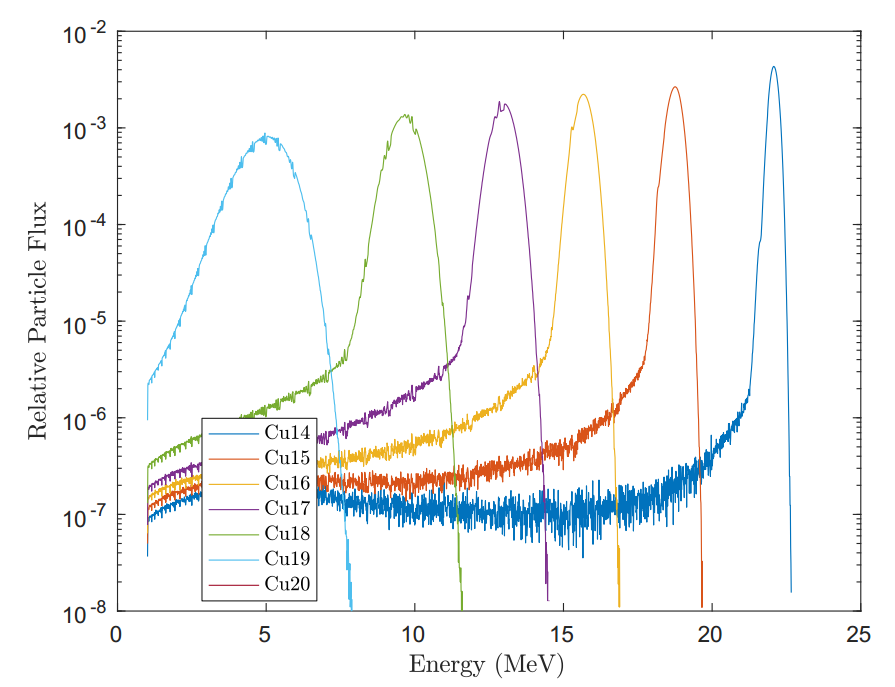 10-2
10-3
10-4
10-5
10-6
10-7
10-8
Relative Particle Flux
Cu14
Cu15
Cu16
Cu17
Cu18
Cu19
Cu20
0 5 10 15 20 25
Energy (MeV)